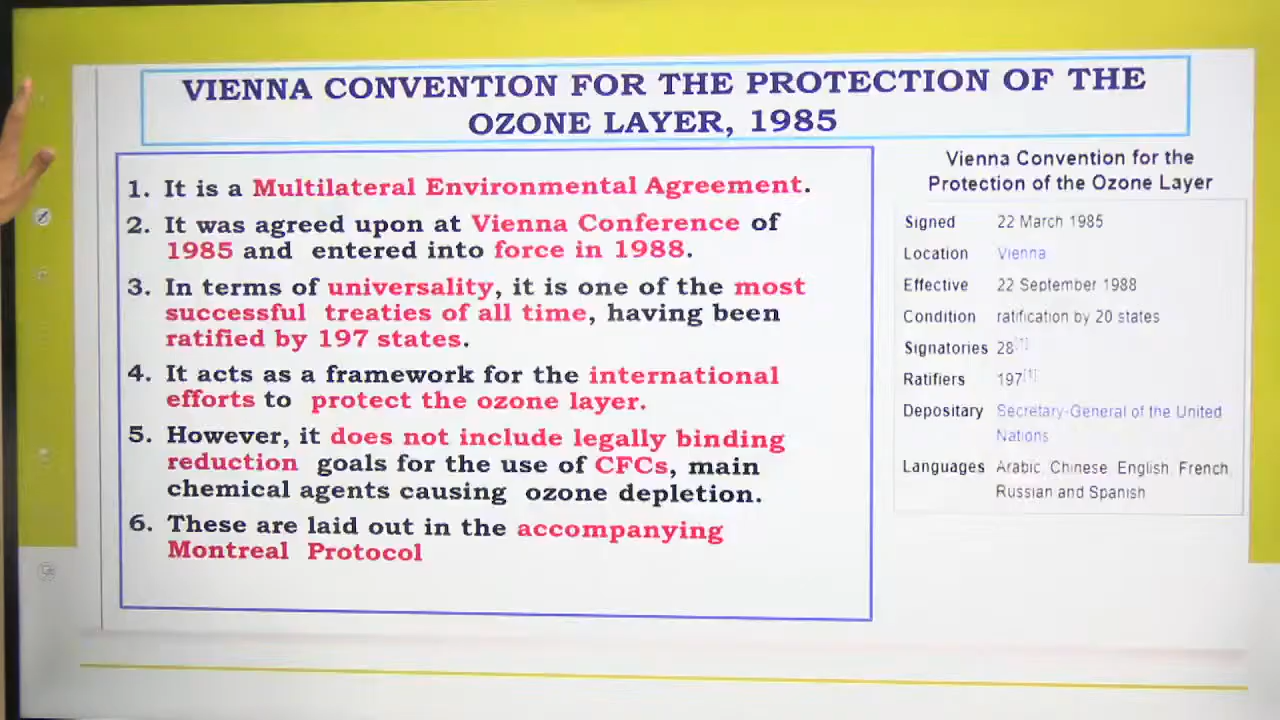 VIENNA CONVENTION FOR THE PROTECTION OF THE
OZONE LAYER, 1985
1. It is a Multilateral Environmental Agreement.
2. It was agreed upon at Vienna Conference of
1985 and entered into force in 1988.
3. In terms of universality, it is one of the most
successful treaties of all time, having been
ratified by 197 states.
4. It acts as a framework for the international
efforts to protect the ozone layer.
5. However, it does not include legally binding
reduction goals for the use of CFCs, main
chemical agents causing ozone depletion.
6. These are laid out in the accompanying
Montreal Protocol
Vienna Convention for the
Protection of the Ozone Layer
Signed 22 March 1985
Location Vienna
Effective 22 September 1988
Condition ratification by 20 states
Signatories 28[1]
Ratifiers 197[1]
Depositary Secretary-General of the United
Nations
Languages Arabic Chinese English French
Russian and Spanish